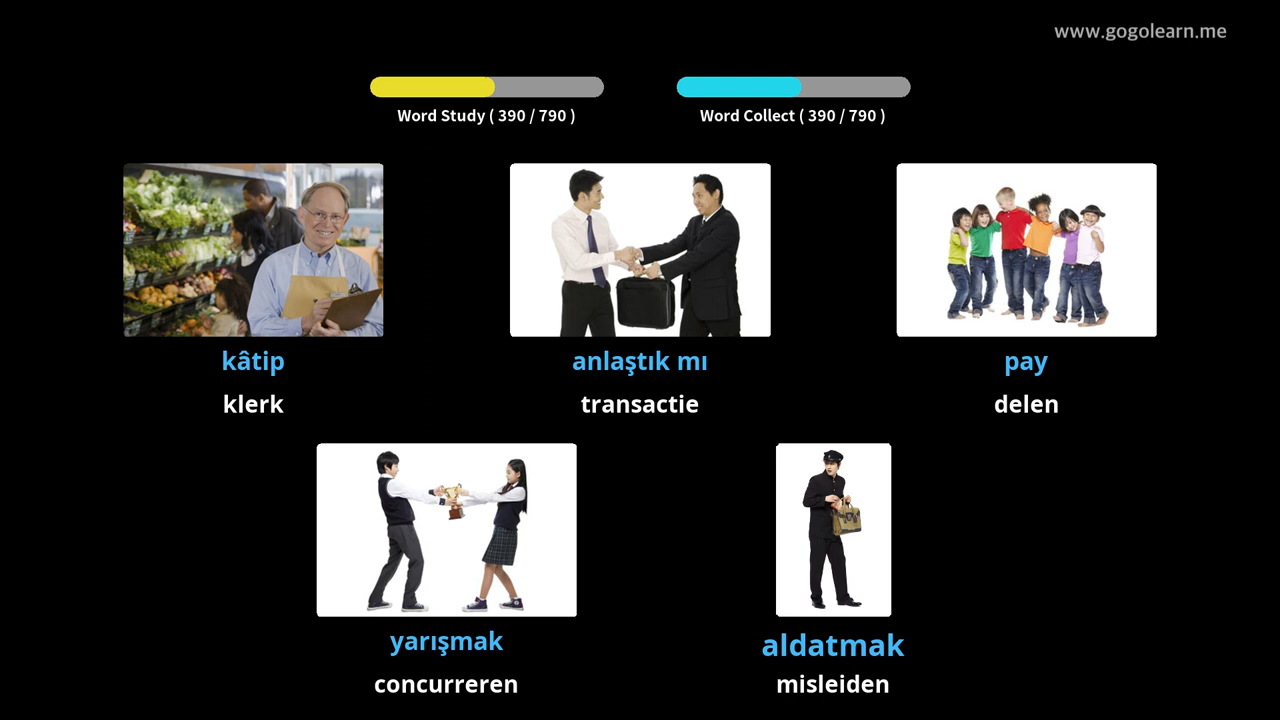 www.gogolearn.me
Word Study ( 390 / 790 )
Word Collect ( 390 / 790 )
kâtip
klerk
anlaştık mı
transactie
pay
delen
yarışmak
concurreren
aldatmak
misleiden